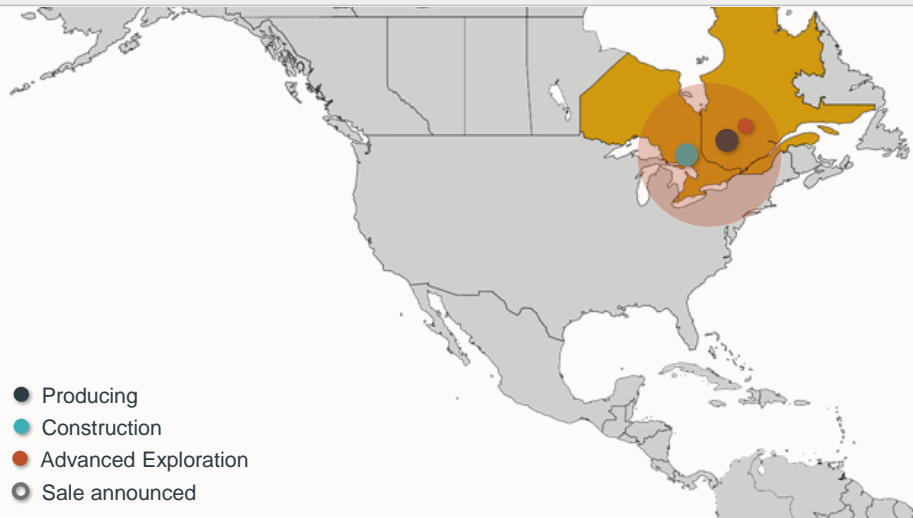 Producing
Construction
Advanced Exploration
Sale announced